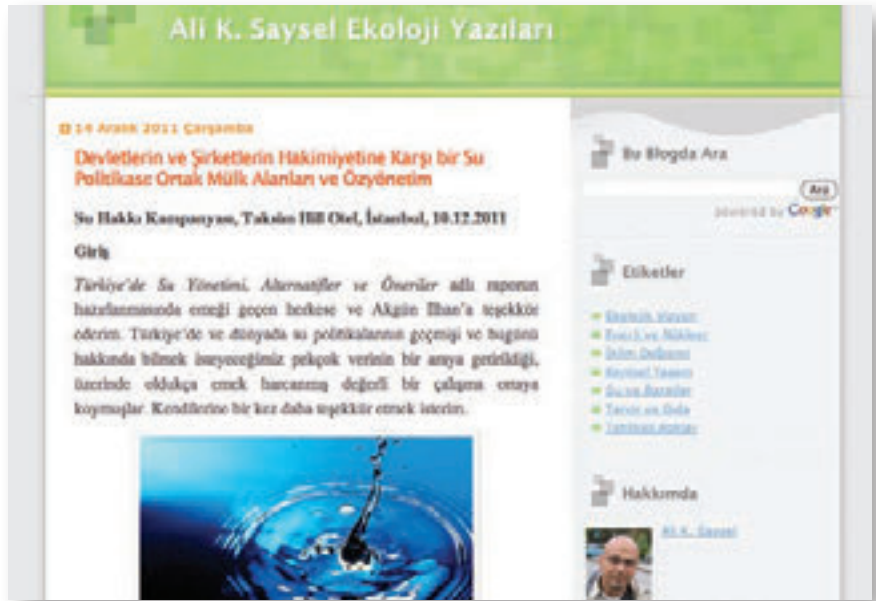 Ali K. Saysel Ekoloji Yazıları
14 Aralık 2011 Çarşamba
Devletlerin ve Şirketlerin Hakimiyetine Karşı bir Su
Politikası: Ortak Mülk Alanları ve Özyönetim
Su Hakkı Kampanyası, Taksim Hill Otel, İstanbul, 10.12.2011
Giriş
Türkiye'de Su Yönetimi, Alternatifler ve Öneriler adlı raporun
hazırlanmasında emeği geçen herkese ve Akgün İlhan'a teşekkür
ederim. Türkiye'de ve dünyada su politikalarının geçmişi ve bugünü
hakkında bilmek isteyeceğimiz pekçok verinin bir araya getirildiği,
üzerinde oldukça emek harcanmış değerli bir çalışma ortaya
koymuşlar. Kendilerine bir kez daha teşekkür etmek isterim.
Bu Blogda Ara
Ara
powered by Google
Etiketler
Enerji ve Nükleer
İklim Değişimi
Kentsel Yaşam
Su ve Barajlar
Tarım ve Gıda
Hakkımda
Ali K. Saysel